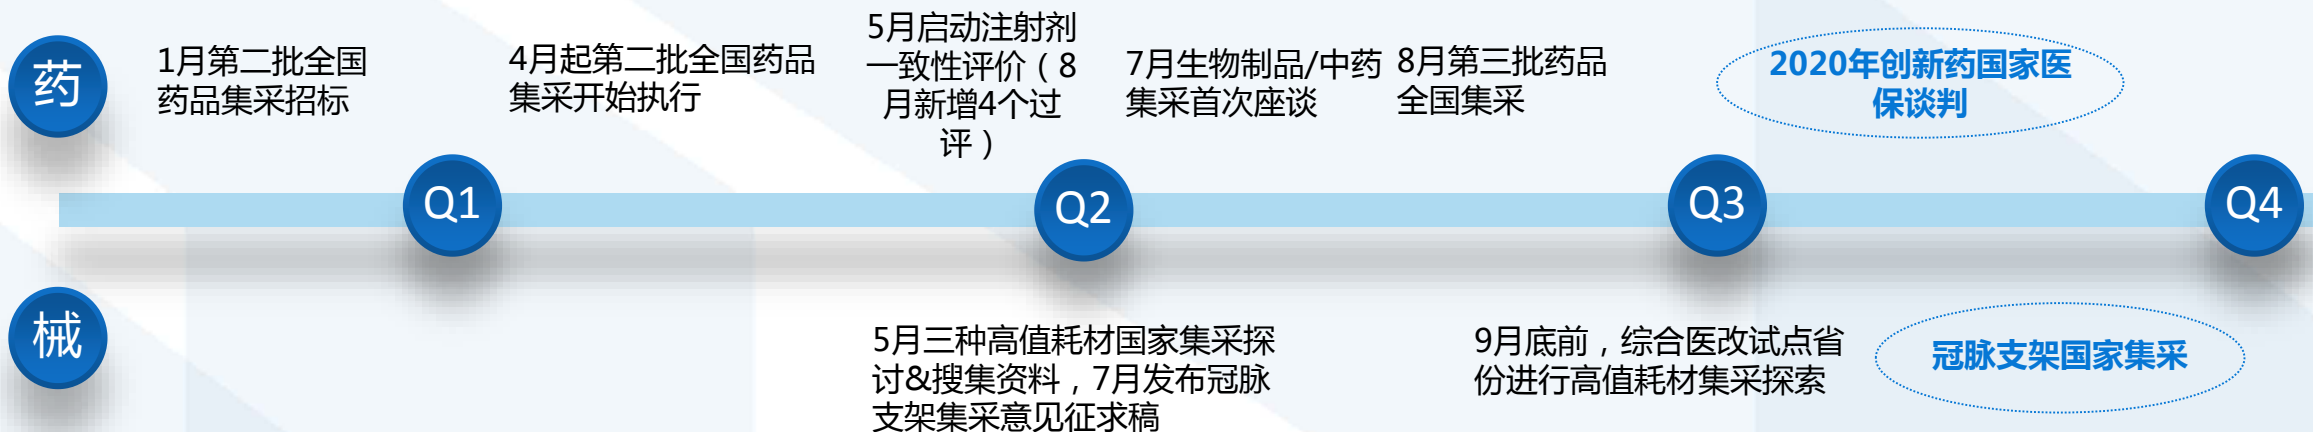 药
1月第二批全国
药品集采招标
4月起第二批全国药品
集采开始执行
5月启动注射剂
一致性评价（8
月新增4个过
评）
7月生物制品/中药
集采首次座谈
8月第三批药品
全国集采
2020年创新药国家医
保谈判
Q1
Q2
Q3
Q4
械
5月三种高值耗材国家集采探
讨&搜集资料，7月发布冠脉
支架集采意见征求稿
9月底前，综合医改试点省
份进行高值耗材集采探索
冠脉支架国家集采